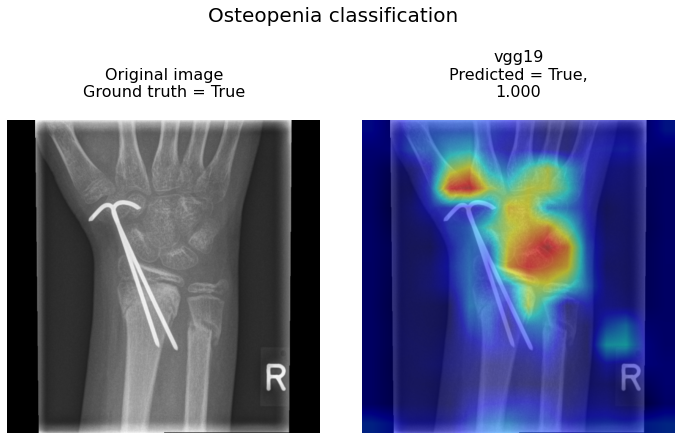 Osteopenia classification
Original image
Ground truth = True
vgg19
Predicted = True,
1.000
R
R